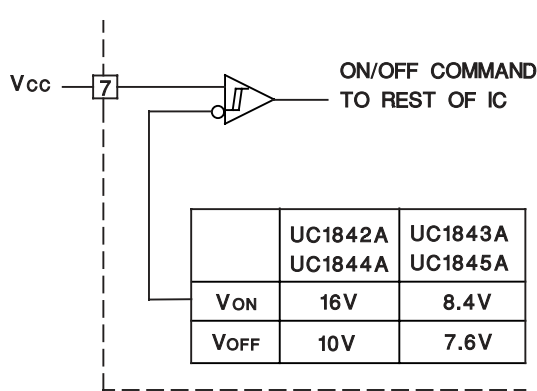 Vcc
7
ON/OFF COMMAND
TO REST OF IC
UC1842A UC1843A
UC1844A UC1845A
VON 16V 8.4V
VOFF 10V 7.6V